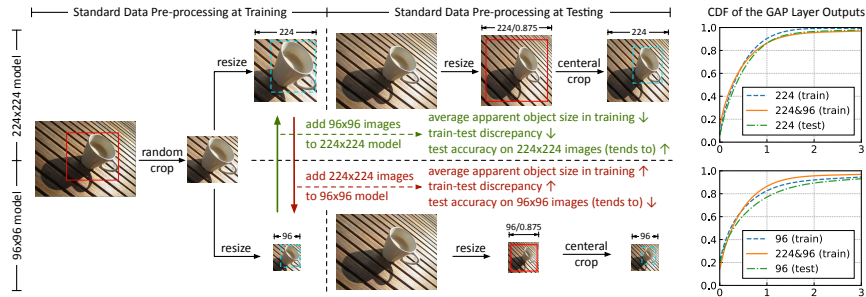 Standard Data Pre-processing at Training
Standard Data Pre-processing at Testing
CDF of the GAP Layer Outputs
224x224 model
96x96 model
random
crop
resize
224
resize
224/0.875
centeral
crop
224
add 96x96 images
to 224x224 model
average apparent object size in training ↓
train-test discrepancy ↓
test accuracy on 224x224 images (tends to) ↑
add 224x224 images
to 96x96 model
average apparent object size in training ↑
train-test discrepancy ↑
test accuracy on 96x96 images (tends to) ↓
resize
96
resize
96/0.875
centeral
crop
96
1.0
0.8
0.6
0.4
0.2
0.0
0
1
2
3
224 (train)
224&96 (train)
224 (test)
1.0
0.8
0.6
0.4
0.2
0.0
0
1
2
3
96 (train)
224&96 (train)
96 (test)